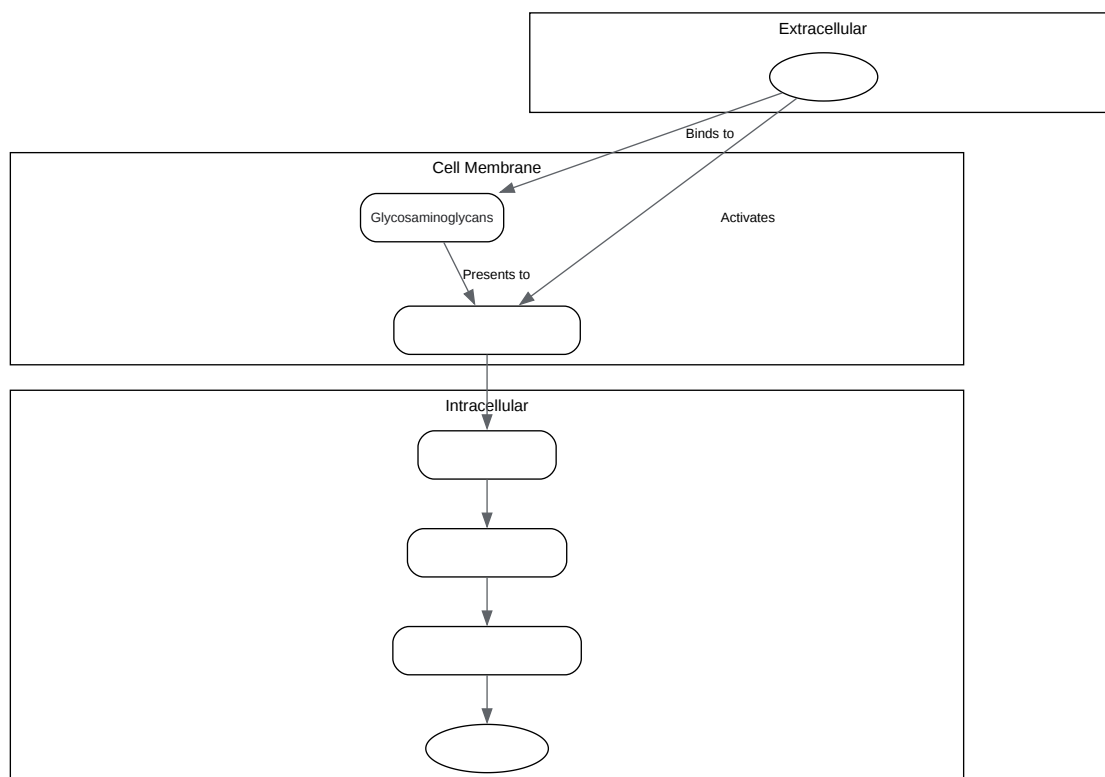 Extracellular
Binds to
Cell Membrane
Glycosaminoglycans
Activates
Presents to
Intracellular